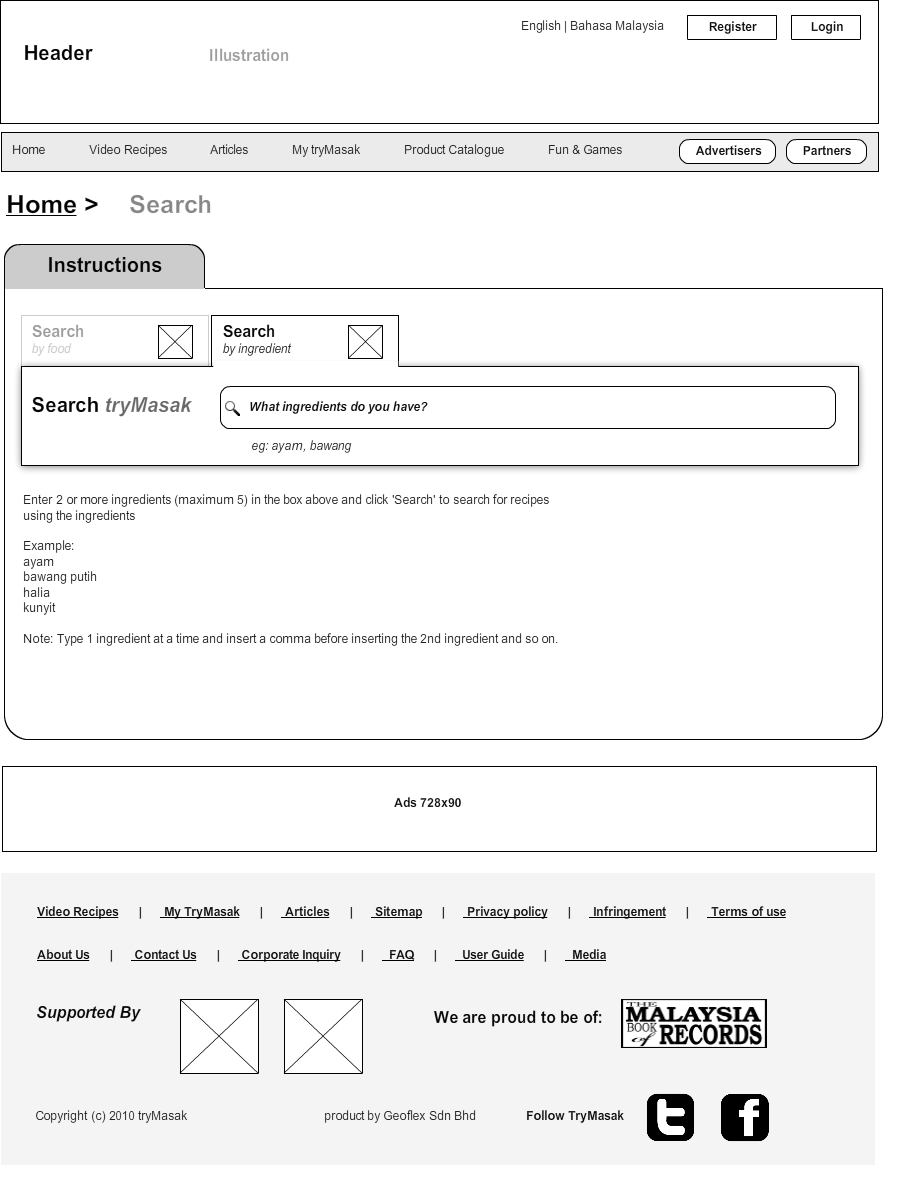 English | Bahasa Malaysia Register Login
Header Illustration
Home Video Recipes Articles My tryMasak Product Catalogue Fun & Games Advertisers Partners
Home > Search
Instructions
Search
by food
Search
by ingredient
Search tryMasak What ingredients do you have?
eg: ayam, bawang
Enter 2 or more ingredients (maximum 5) in the box above and click 'Search' to search for recipes
using the ingredients
Example:
ayam
bawang putih
halia
kunyit
Note: Type 1 ingredient at a time and insert a comma before inserting the 2nd ingredient and so on.
Ads 728x90
Video Recipes | My TryMasak | Articles | Sitemap | Privacy policy | Infringement | Terms of use
About Us | Contact Us | Corporate Inquiry | FAQ | User Guide | Media
Supported By We are proud to be of:
THE
MALAYSIA
BOOK of RECORDS
Copyright (c) 2010 tryMasak product by Geoflex Sdn Bhd Follow TryMasak